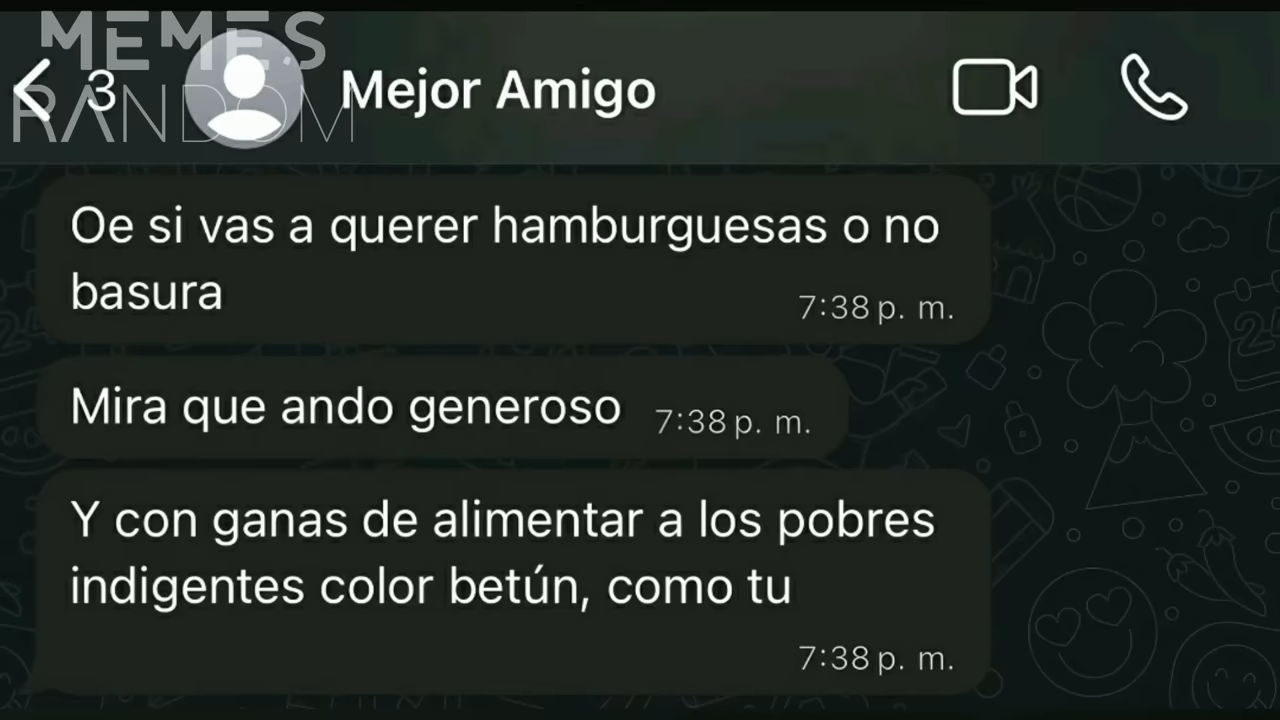 MEMES
RANDOM
3
Mejor Amigo
Oe si vas a querer hamburguesas o no
basura
7:38 p. m.
Mira que ando generoso 7:38 p. m.
Y con ganas de alimentar a los pobres
indigentes color betún, como tu
7:38 p. m.